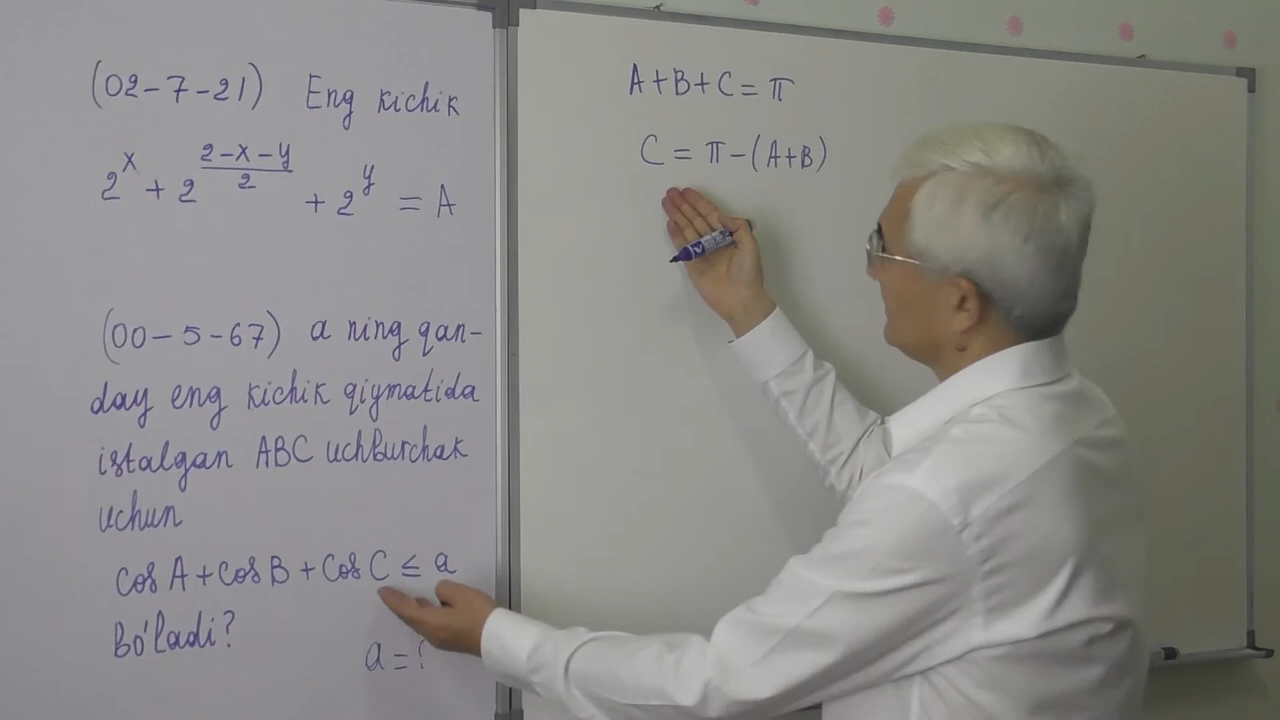 (02-7-21) Eng kichik
2^x + 2^((2-x-y)/2) + 2^y = A
(00-5-67) a ning qan-
day eng kichik qiymatida
istalgan ABC uchburchak
uchun
cos A + cos B + cos C ≤ a
bo'ladi?
a = ?
A+B+C = π
C = π - (A+B)